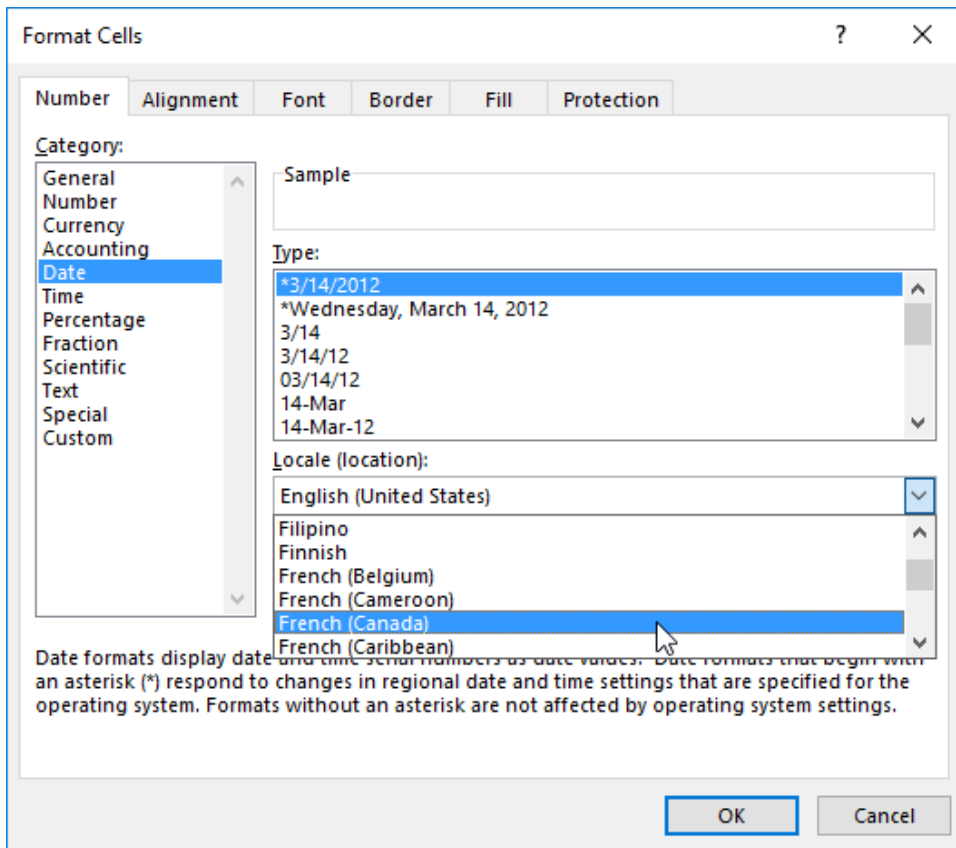 Format Cells
?
Number Alignment Font Border Fill Protection
Category:
General
Number
Currency
Accounting
Date
Time
Percentage
Fraction
Scientific
Text
Special
Custom
Sample
Type:
*3/14/2012
*Wednesday, March 14, 2012
3/14
3/14/12
03/14/12
14-Mar
14-Mar-12
Locale (location):
English (United States)
Filipino
Finnish
French (Belgium)
French (Cameroon)
French (Canada)
French (Caribbean)
Date formats display date and time serial numbers as date values. Date formats that begin with
an asterisk (*) respond to changes in regional date and time settings that are specified for the
operating system. Formats without an asterisk are not affected by operating system settings.
OK Cancel